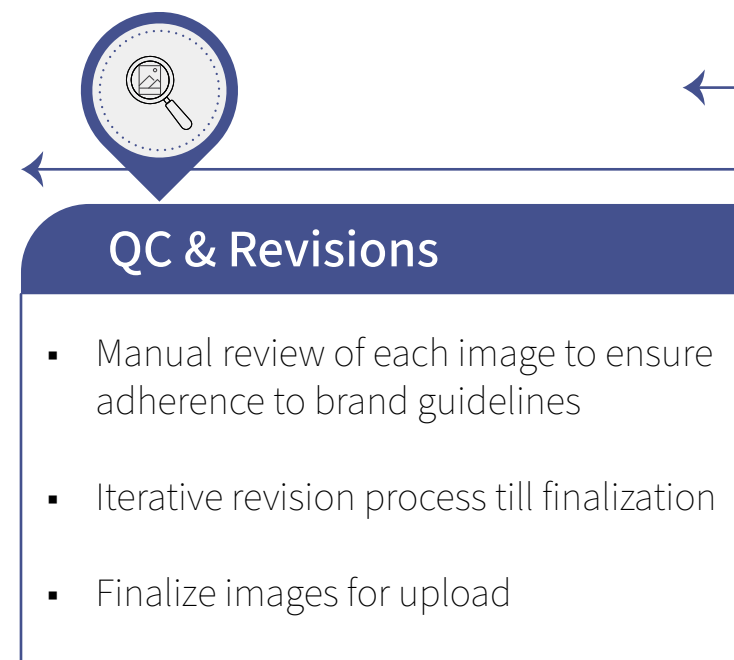 QC & Revisions
▪ Manual review of each image to ensure
adherence to brand guidelines
▪ Iterative revision process till finalization
▪ Finalize images for upload